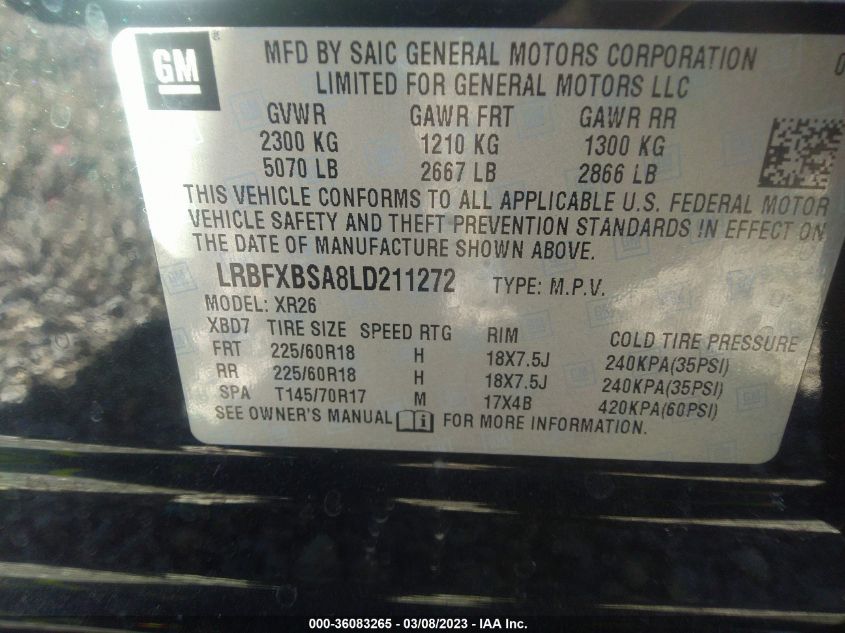 GM ®
MFD BY SAIC GENERAL MOTORS CORPORATION 0
LIMITED FOR GENERAL MOTORS LLC
GVWR GAWR FRT GAWR RR
2300 KG 1210 KG 1300 KG
5070 LB 2667 LB 2866 LB
THIS VEHICLE CONFORMS TO ALL APPLICABLE U.S. FEDERAL MOTOR
VEHICLE SAFETY AND THEFT PREVENTION STANDARDS IN EFFECT ON
THE DATE OF MANUFACTURE SHOWN ABOVE.
LRBFXBSA8LD211272 TYPE: M.P.V.
MODEL: XR26
XBD7 TIRE SIZE SPEED RTG RIM COLD TIRE PRESSURE
FRT 225/60R18 H 18X7.5J 240KPA(35PSI)
RR 225/60R18 H 18X7.5J 240KPA(35PSI)
SPA T145/70R17 M 17X4B 420KPA(60PSI)
SEE OWNER'S MANUAL i FOR MORE INFORMATION.
000-36083265 - 03/08/2023 - IAA Inc.